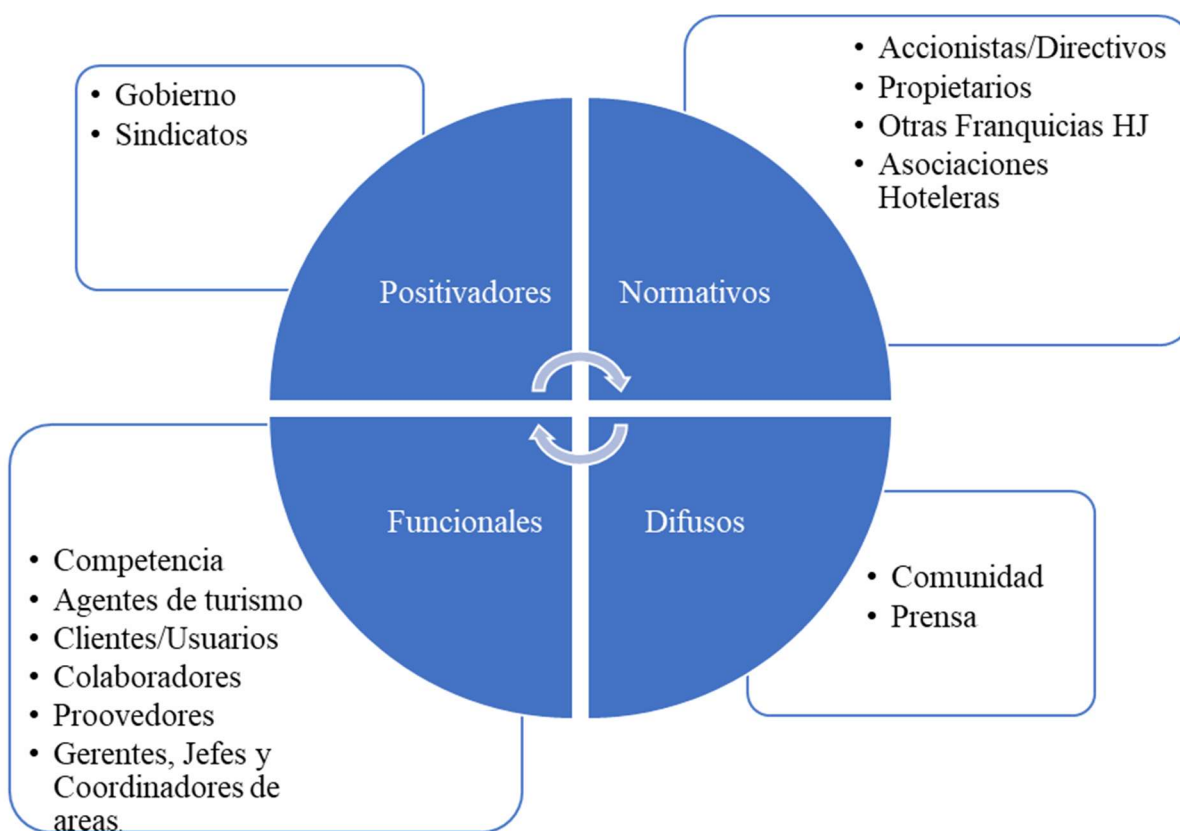 • Gobierno
• Sindicatos
• Accionistas/Directivos
• Propietarios
• Otras Franquicias HJ
• Asociaciones
Hoteleras
Positivadores
Normativos
Funcionales
Difusos
• Competencia
• Agentes de turismo
• Clientes/Usuarios
• Colaboradores
• Proovedores
• Gerentes, Jefes y
Coordinadores de
areas.
• Comunidad
• Prensa